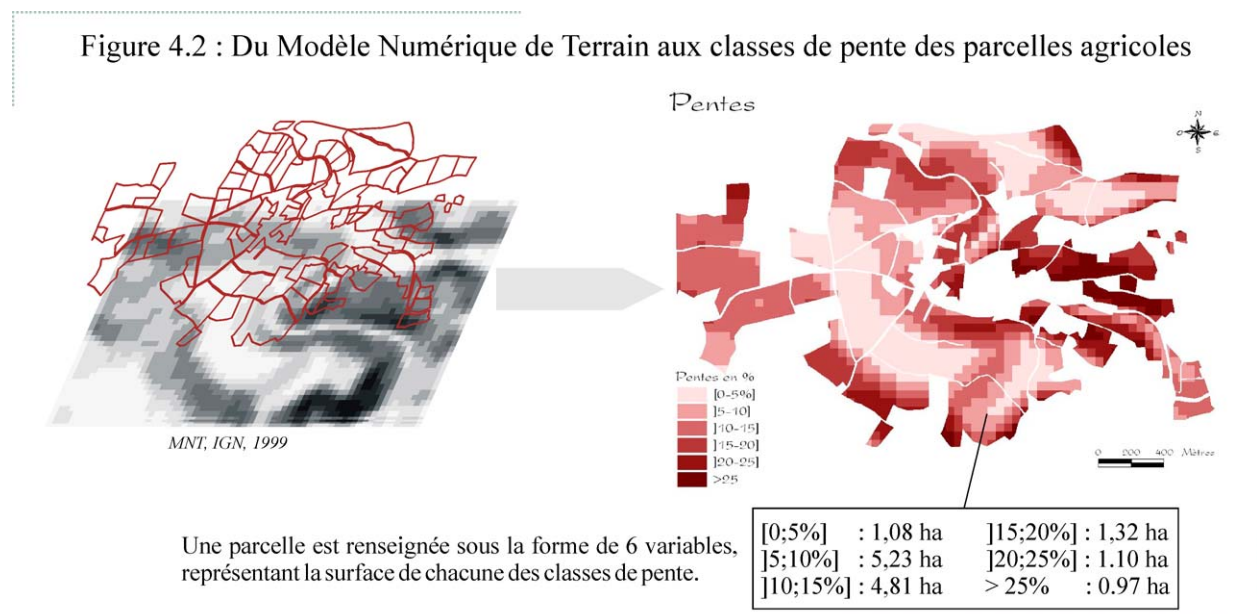 Figure 4.2 : Du Modèle Numérique de Terrain aux classes de pente des parcelles agricoles
Pentes
N
O E
S
Pentes en %
[0-5%]
]5-10]
]10-15]
]15-20]
]20-25]
>25
0 200 400 Mètres
MNT, IGN, 1999
Une parcelle est renseignée sous la forme de 6 variables,
représentant la surface de chacune des classes de pente.
[0;5%] : 1,08 ha ]15;20%] : 1,32 ha
]5;10%] : 5,23 ha ]20;25%] : 1.10 ha
]10;15%] : 4,81 ha > 25% : 0.97 ha